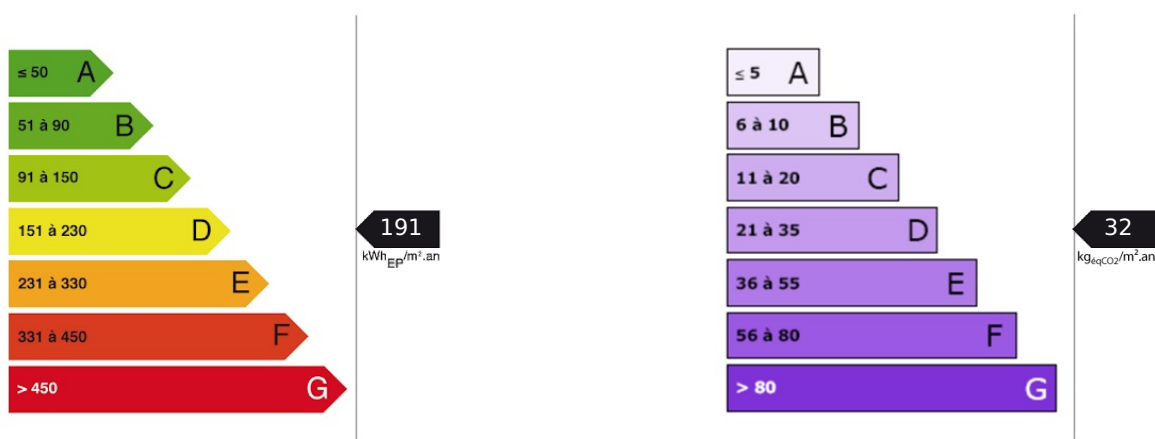 ≤ 50 A
51 à 90 B
91 à 150 C
151 à 230 D
231 à 330 E
331 à 450 F
> 450 G
191
kWhEP/m².an
≤ 5 A
6 à 10 B
11 à 20 C
21 à 35 D
36 à 55 E
56 à 80 F
> 80 G
32
kgéqCO2/m².an